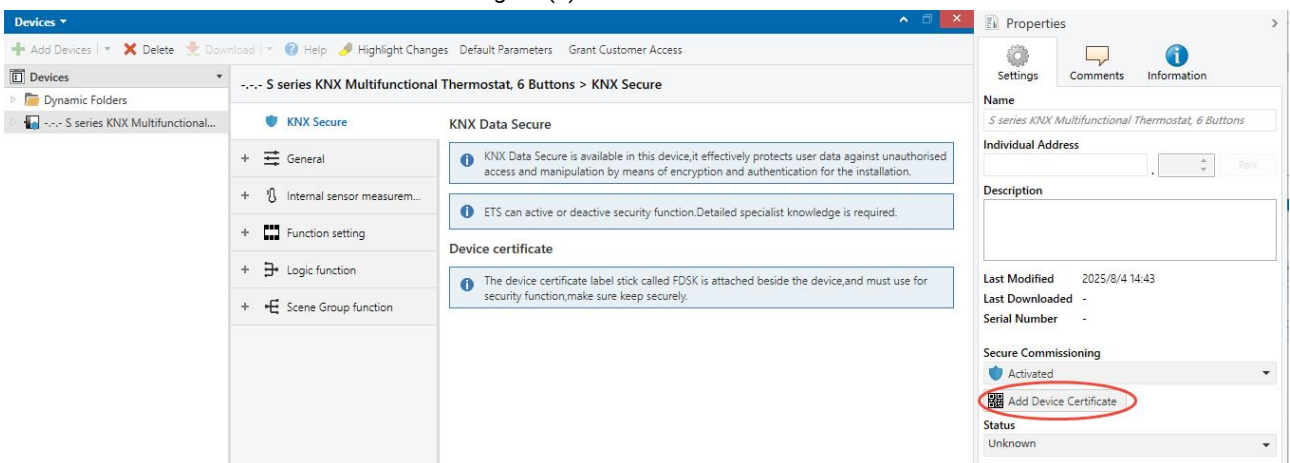 Devices
Add Devices | Delete Download | Help Highlight Changes Default Parameters Grant Customer Access
Devices
Dynamic Folders
-.-.- S series KNX Multifunctional...
-.-.- S series KNX Multifunctional Thermostat, 6 Buttons > KNX Secure
KNX Secure
+ General
+ Internal sensor measurem...
+ Function setting
+ Logic function
+ Scene Group function
KNX Data Secure
KNX Data Secure is available in this device,it effectively protects user data against unauthorised
access and manipulation by means of encryption and authentication for the installation.
ETS can active or deactive security function.Detailed specialist knowledge is required.
Device certificate
The device certificate label stick called FDSK is attached beside the device,and must use for
security function,make sure keep securely.
Properties
Settings Comments Information
Name
S series KNX Multifunctional Thermostat, 6 Buttons
Individual Address
. Park
Description
Last Modified 2025/8/4 14:43
Last Downloaded -
Serial Number -
Secure Commissioning
Activated
Add Device Certificate
Status
Unknown